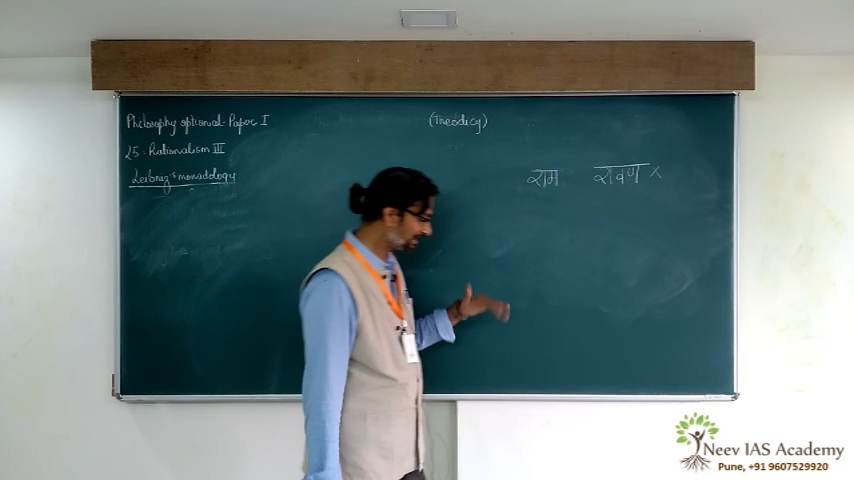 Philosophy optional-Paper I
25: Rationalism III
Leibniz's monadology
(Theodicy)
राम रावण x
Neev IAS Academy
Pune, +91 9607529920